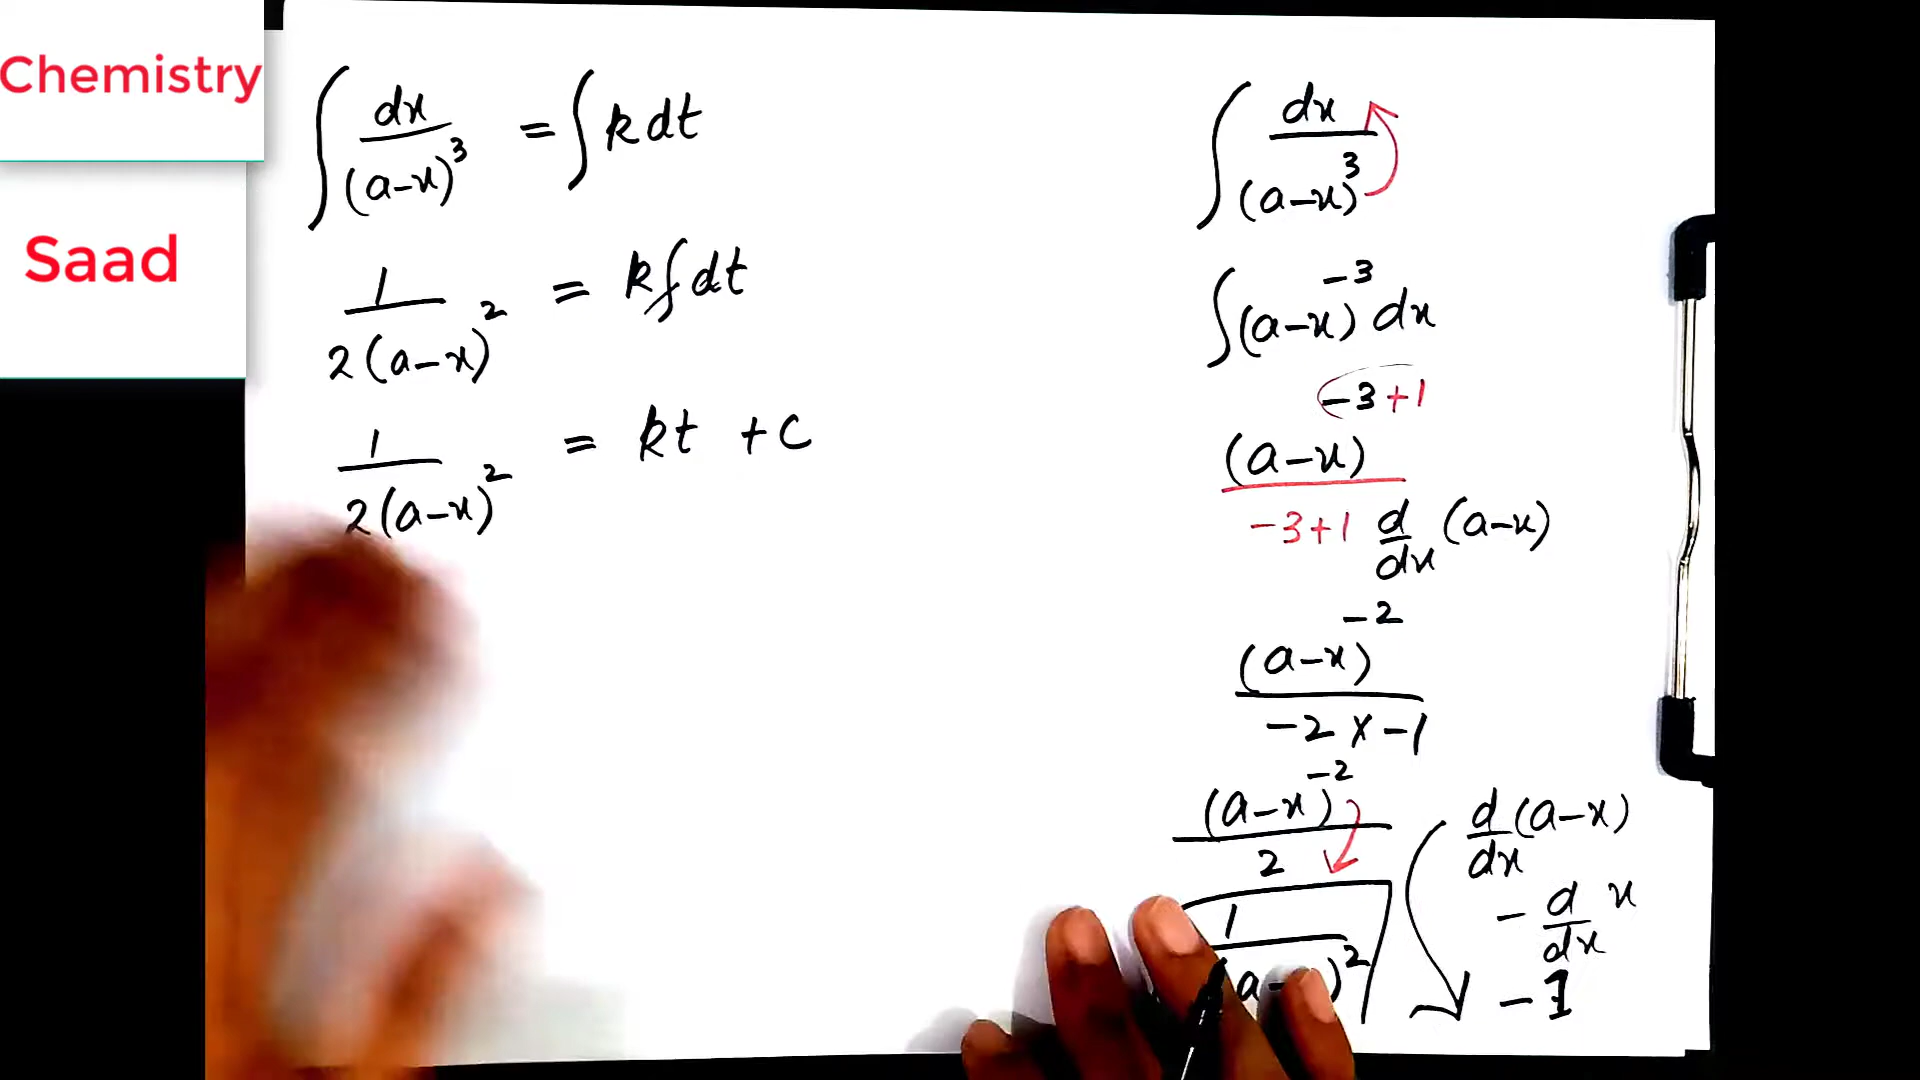 Chemistry
Saad
∫ dx/(a-x)^3 = ∫ k dt
1/2(a-x)^2 = k∫dt
1/2(a-x)^2 = kt + c
∫ dx/(a-x)^3
∫(a-x)^-3 dx
(a-x)^-3+1 / -3+1 d/dx (a-x)
(a-x)^-2 / -2 x -1
(a-x)^-2 / 2
d/dx (a-x)
- d/dx x
-1